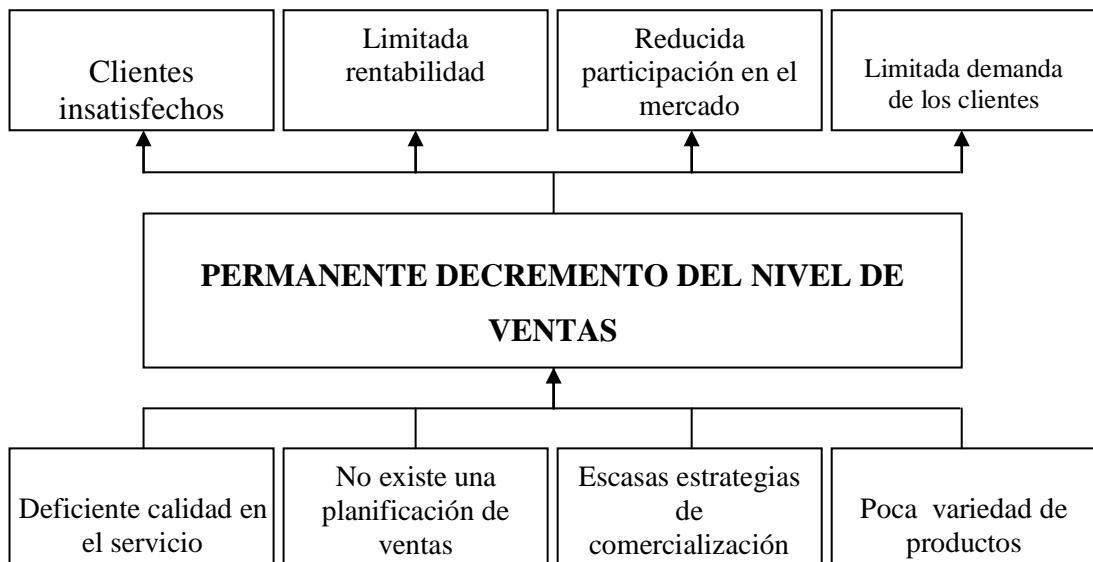 Clientes
insatisfechos
Limitada
rentabilidad
Reducida
participación en el
mercado
Limitada demanda
de los clientes
PERMANENTE DECREMENTO DEL NIVEL DE
VENTAS
Deficiente calidad en
el servicio
No existe una
planificación de
ventas
Escasas estrategias
de
comercialización
Poca variedad de
productos